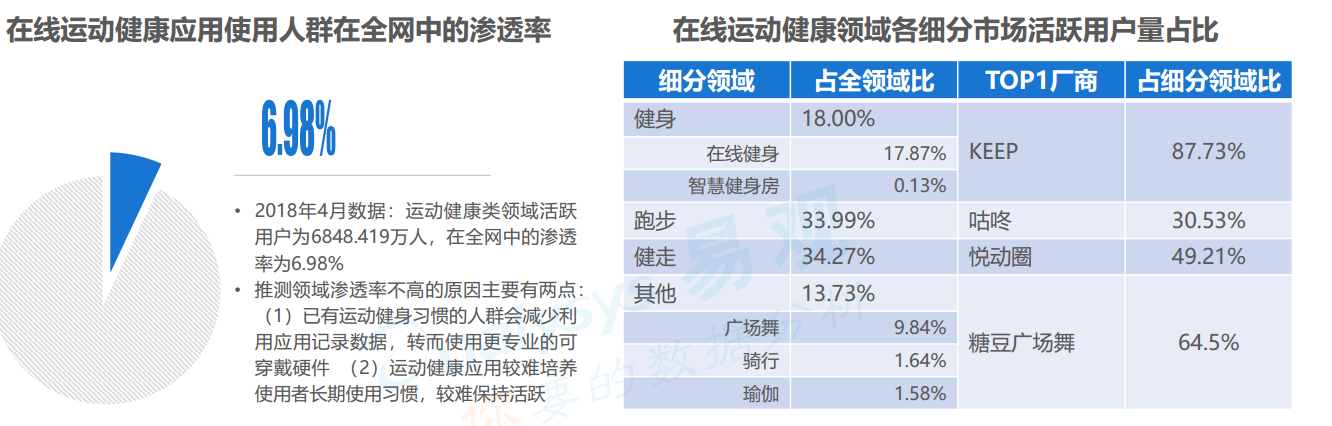 在线运动健康应用使用人群在全网中的渗透率
6.98%
• 2018年4月数据：运动健康类领域活跃
用户为6848.419万人，在全网中的渗透
率为6.98%
• 推测领域渗透率不高的原因主要有两点：
（1）已有运动健身习惯的人群会减少利
用应用记录数据，转而使用更专业的可
穿戴硬件 （2）运动健康应用较难培养
使用者长期使用习惯，较难保持活跃
在线运动健康领域各细分市场活跃用户量占比
细分领域 占全领域比 TOP1厂商 占细分领域比
健身 18.00%
在线健身 17.87% KEEP 87.73%
智慧健身房 0.13%
跑步 33.99% 咕咚 30.53%
健走 34.27% 悦动圈 49.21%
其他 13.73%
广场舞 9.84% 糖豆广场舞 64.5%
骑行 1.64%
瑜伽 1.58%
易观
你要的数据分析